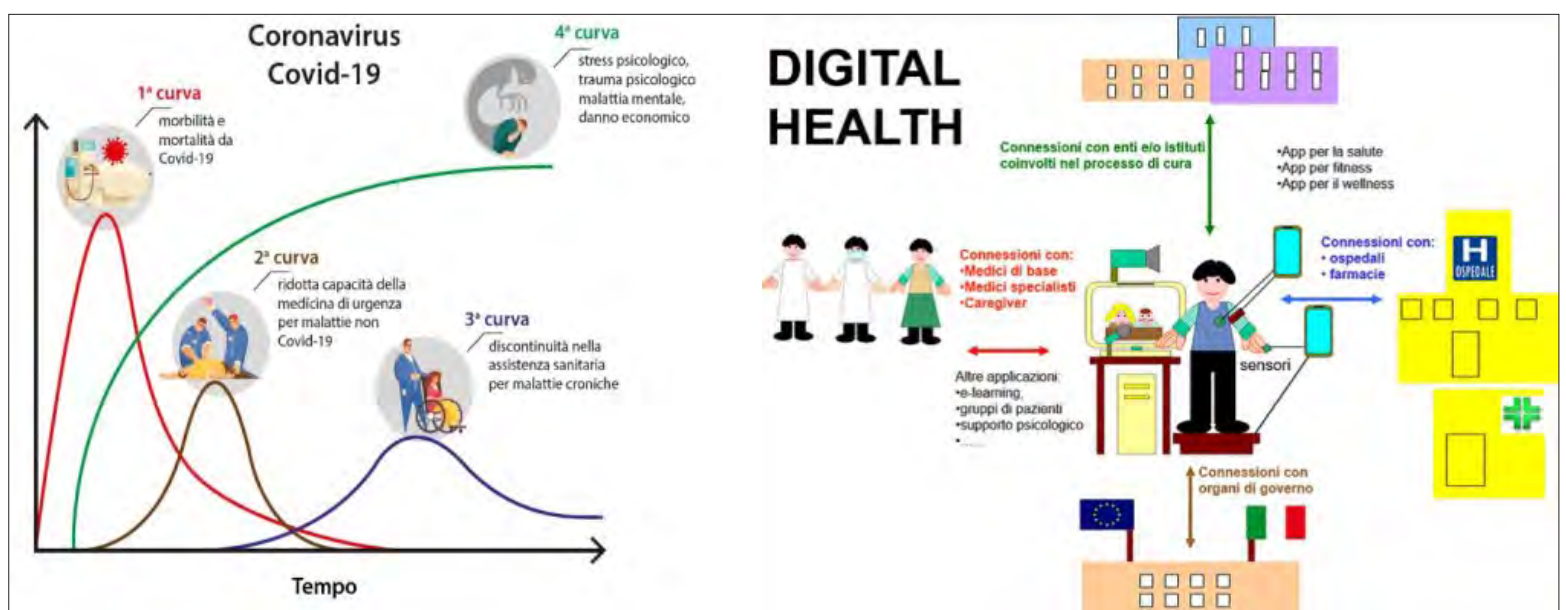 Coronavirus
Covid-19
1ª curva
morbilità e
mortalità da
Covid-19
2ª curva
ridotta capacità della
medicina di urgenza
per malattie non
Covid-19
3ª curva
discontinuità nella
assistenza sanitaria
per malattie croniche
4ª curva
stress psicologico,
trauma psicologico
malattia mentale,
danno economico
Tempo
DIGITAL
HEALTH
Connessioni con enti e/o istituti
coinvolti nel processo di cura
•App per la salute
•App per fitness
•App per il wellness
Connessioni con:
•Medici di base
•Medici specialisti
•Caregiver
Connessioni con:
• ospedali
• farmacie
H
OSPEDALE
sensori
Altre applicazioni:
•e-learning,
•gruppi di pazienti
•supporto psicologico
•......
Connessioni con
organi di governo